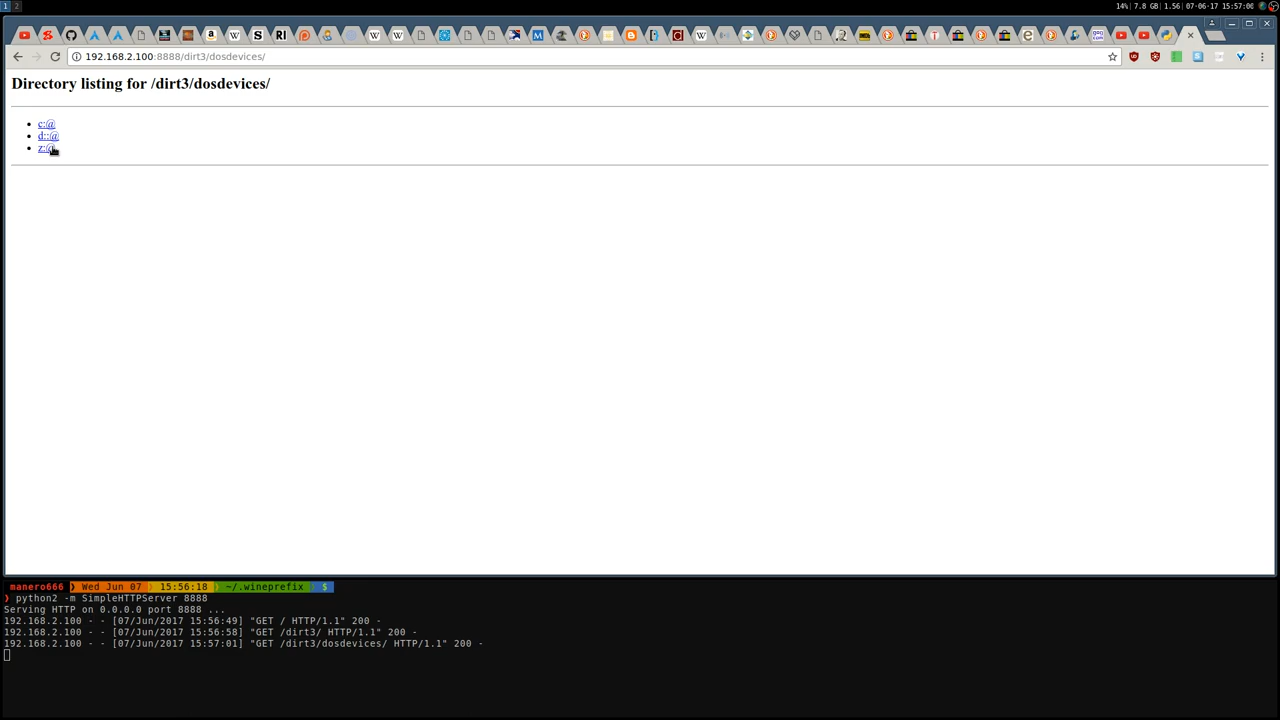 1 2
14% | 7.8 GB | 1.56 | 07-06-17 15:57:00
192.168.2.100:8888/dirt3/dosdevices/
Directory listing for /dirt3/dosdevices/
c:@
d::@
z:@
manero666 ❯ Wed Jun 07 15:56:18 ~/.wineprefix $
❯ python2 -m SimpleHTTPServer 8888
Serving HTTP on 0.0.0.0 port 8888 ...
192.168.2.100 - - [07/Jun/2017 15:56:49] "GET / HTTP/1.1" 200 -
192.168.2.100 - - [07/Jun/2017 15:56:58] "GET /dirt3/ HTTP/1.1" 200 -
192.168.2.100 - - [07/Jun/2017 15:57:01] "GET /dirt3/dosdevices/ HTTP/1.1" 200 -